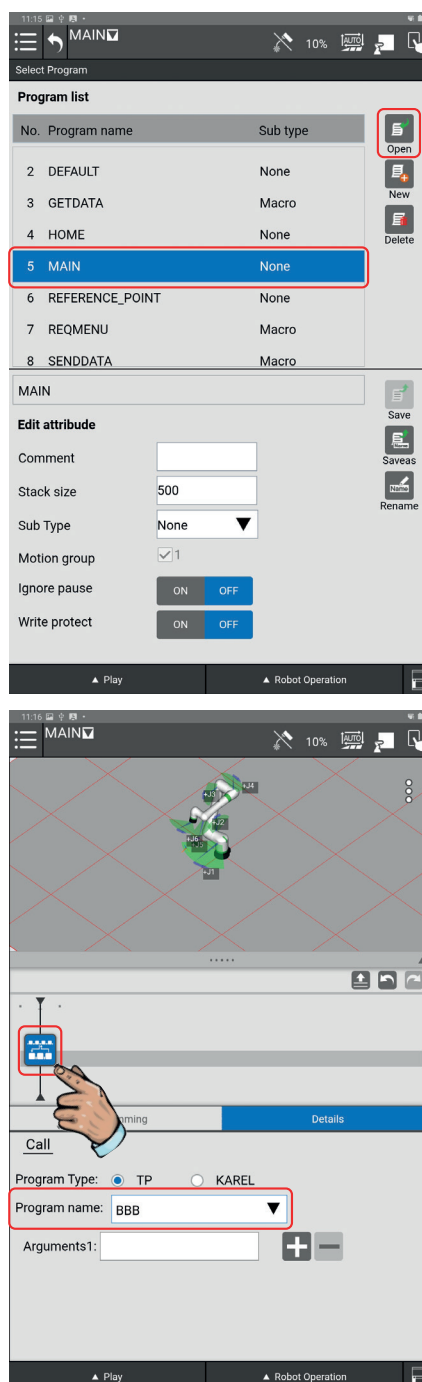 11:15
MAIN
10%
AUTO
Select Program
Program list
No. Program name Sub type
Open
2 DEFAULT None
New
3 GETDATA Macro
Delete
4 HOME None
5 MAIN None
6 REFERENCE_POINT None
7 REQMENU Macro
8 SENDDATA Macro
MAIN
Save
Edit attribude
Comment
Saveas
Stack size 500
Name
Rename
Sub Type None
Motion group 1
Ignore pause ON OFF
Write protect ON OFF
Play Robot Operation
11:16
MAIN
10%
AUTO
+J4
+J3
+J2
+J6
+J5
+J1
Details
Call
Program Type: TP KAREL
Program name: BBB
Arguments1:
Play Robot Operation